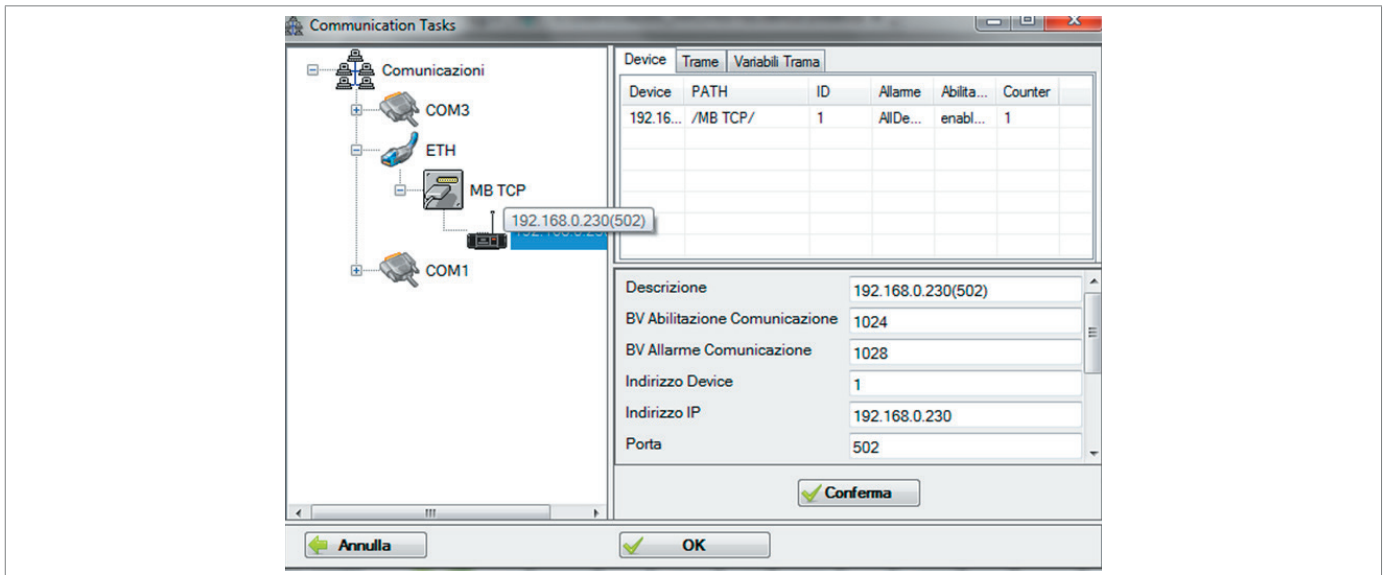 Communication Tasks
Comunicazioni
COM3
ETH
MB TCP
192.168.0.230(502)
COM1
Device Trame Variabili Trama
Device PATH ID Allarme Abilita... Counter
192.16... /MB TCP/ 1 AllDe... enabl... 1
Descrizione 192.168.0.230(502)
BV Abilitazione Comunicazione 1024
BV Allarme Comunicazione 1028
Indirizzo Device 1
Indirizzo IP 192.168.0.230
Porta 502
Conferma
Annulla OK